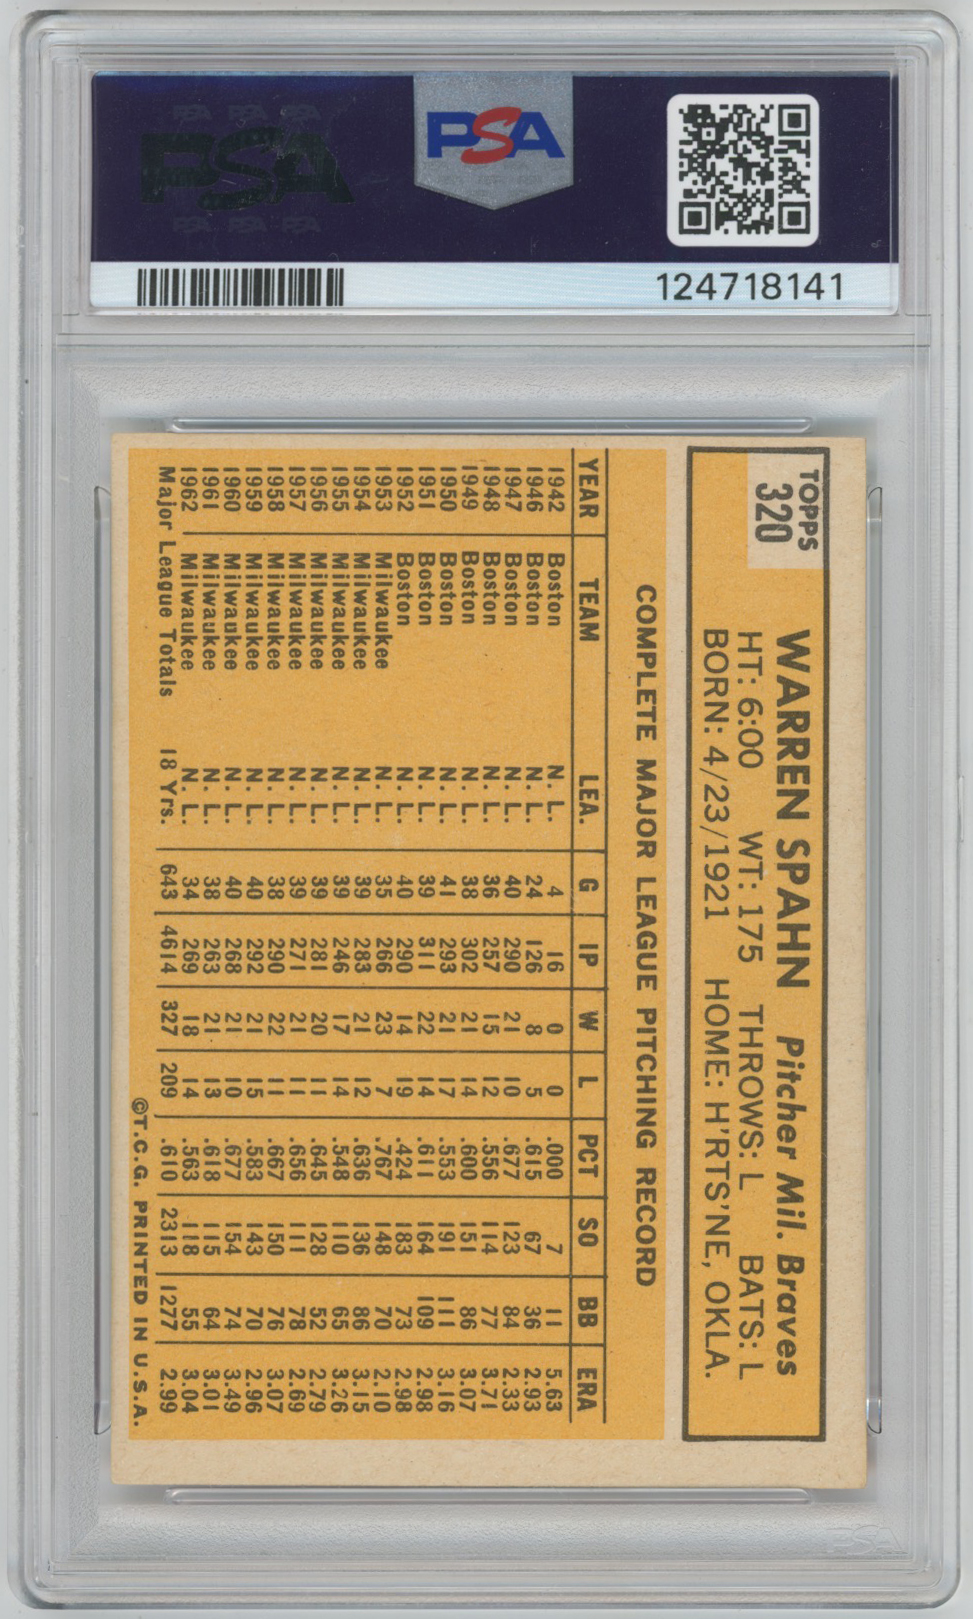 PSA
124718141
TOPPS
320
WARREN SPAHN Pitcher Mil. Braves
HT: 6:00 WT: 175 THROWS: L BATS: L
BORN: 4/23/1921 HOME: H'RTS'NE, OKLA.
COMPLETE MAJOR LEAGUE PITCHING RECORD
YEAR TEAM LEA. G IP W L PCT SO BB ERA
1942 Boston N. L. 4 16 0 0 .000 7 11 5.63
1946 Boston N. L. 24 126 8 5 .615 67 36 2.93
1947 Boston N. L. 40 290 21 10 .677 123 84 2.33
1948 Boston N. L. 36 257 15 12 .556 114 77 3.71
1949 Boston N. L. 38 302 21 14 .600 151 86 3.07
1950 Boston N. L. 41 293 21 17 .553 191 111 3.16
1951 Boston N. L. 39 311 22 14 .611 164 109 2.98
1952 Boston N. L. 40 290 14 19 .424 183 73 2.98
1953 Milwaukee N. L. 35 266 23 7 .767 148 70 2.10
1954 Milwaukee N. L. 39 283 21 12 .636 136 86 3.15
1955 Milwaukee N. L. 39 246 17 14 .548 110 65 3.26
1956 Milwaukee N. L. 39 281 20 11 .645 128 52 2.79
1957 Milwaukee N. L. 39 271 21 11 .656 111 78 2.69
1958 Milwaukee N. L. 38 290 22 11 .667 150 76 3.07
1959 Milwaukee N. L. 40 292 21 15 .583 143 70 2.96
1960 Milwaukee N. L. 40 268 21 10 .677 154 74 3.49
1961 Milwaukee N. L. 38 263 21 13 .618 115 64 3.01
1962 Milwaukee N. L. 34 269 18 14 .563 118 55 3.04
Major League Totals 18 Yrs. 643 4614 327 209 .610 2313 1277 2.99
©T.C.G. PRINTED IN U.S.A.